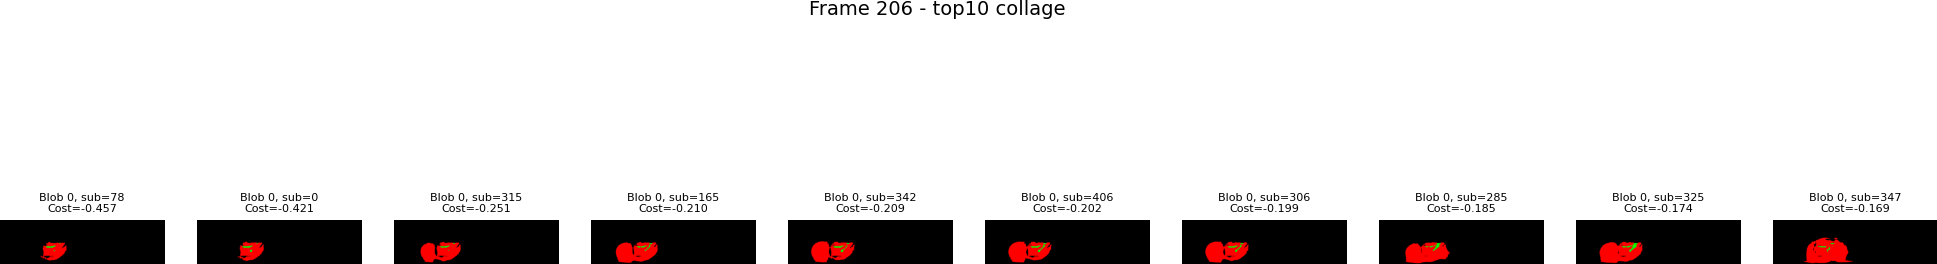 Frame 206 - top10 collage
Blob 0, sub=78
Cost=-0.457
Blob 0, sub=0
Cost=-0.421
Blob 0, sub=315
Cost=-0.251
Blob 0, sub=165
Cost=-0.210
Blob 0, sub=342
Cost=-0.209
Blob 0, sub=406
Cost=-0.202
Blob 0, sub=306
Cost=-0.199
Blob 0, sub=285
Cost=-0.185
Blob 0, sub=325
Cost=-0.174
Blob 0, sub=347
Cost=-0.169